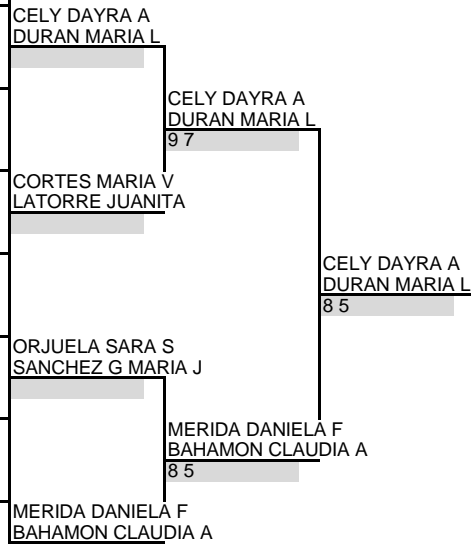 CELY DAYRA A
DURAN MARIA L
CELY DAYRA A
DURAN MARIA L
9 7
CORTES MARIA V
LATORRE JUANITA
CELY DAYRA A
DURAN MARIA L
8 5
ORJUELA SARA S
SANCHEZ G MARIA J
MERIDA DANIELA F
BAHAMON CLAUDIA A
8 5
MERIDA DANIELA F
BAHAMON CLAUDIA A